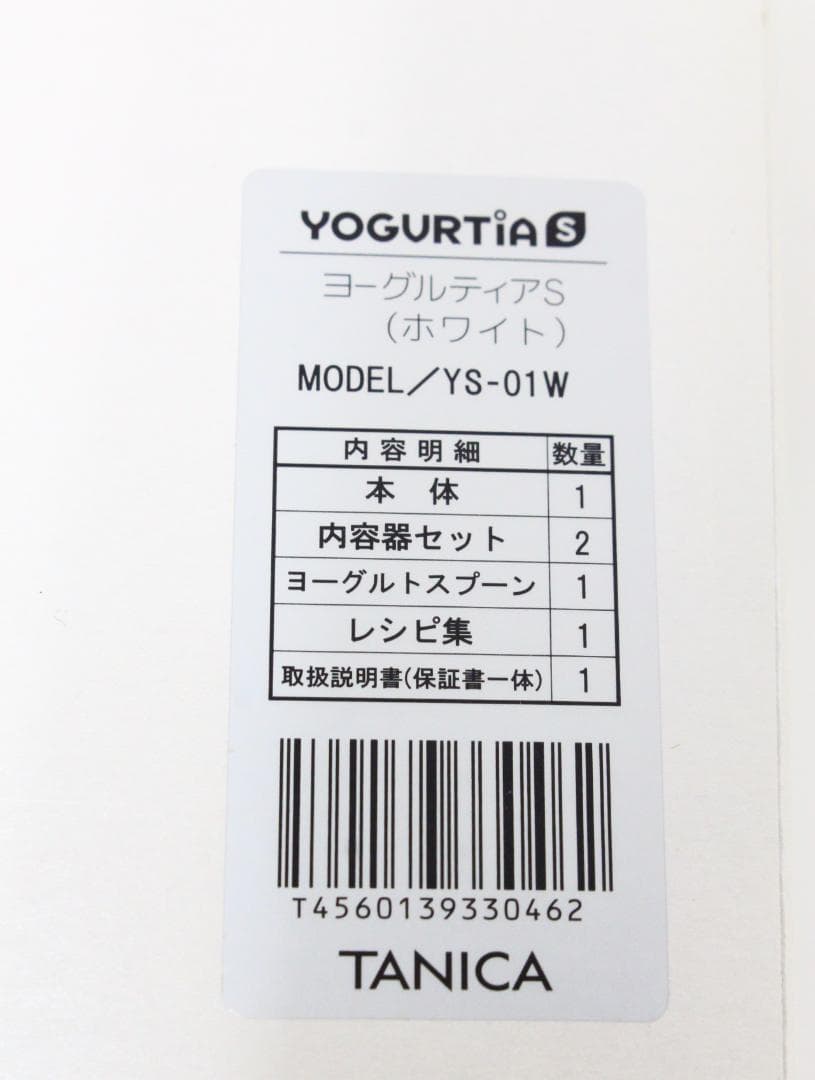 YOGURTiA S
ヨーグルティアS
(ホワイト)
MODEL／YS-01W
内容明細 数量
本 体 1
内容器セット 2
ヨーグルトスプーン 1
レシピ集 1
取扱説明書(保証書一体) 1
T4560139330462
TANICA